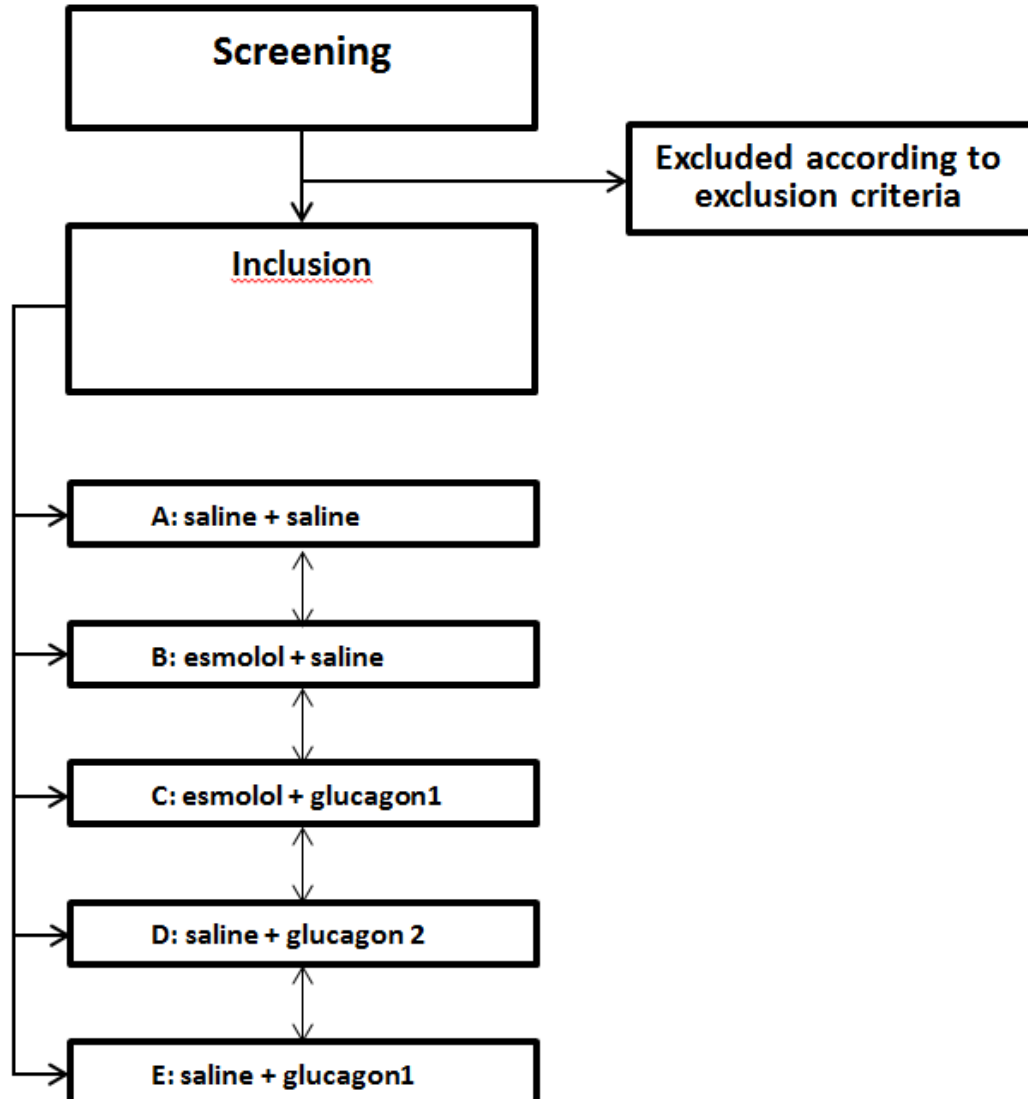 Screening
Excluded according to
exclusion criteria
Inclusion
A: saline + saline
B: esmolol + saline
C: esmolol + glucagon1
D: saline + glucagon 2
E: saline + glucagon1